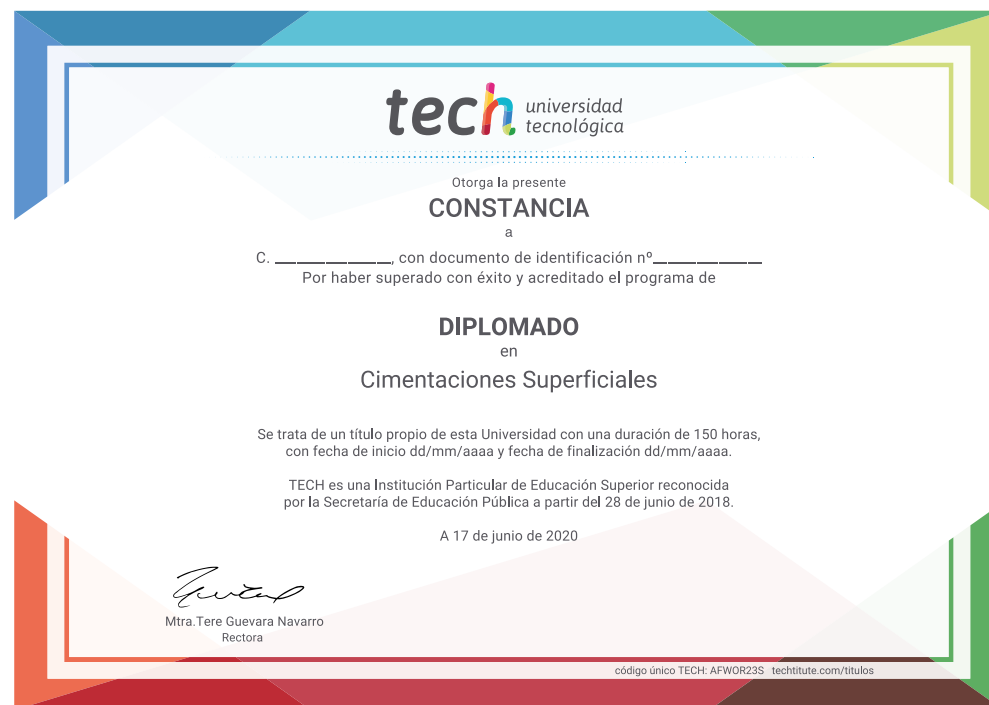 tech universidad
tecnológica
Otorga la presente
CONSTANCIA
a
C. ________________, con documento de identificación nº_______________
Por haber superado con éxito y acreditado el programa de
DIPLOMADO
en
Cimentaciones Superficiales
Se trata de un título propio de esta Universidad con una duración de 150 horas,
con fecha de inicio dd/mm/aaaa y fecha de finalización dd/mm/aaaa.
TECH es una Institución Particular de Educación Superior reconocida
por la Secretaría de Educación Pública a partir del 28 de junio de 2018.
A 17 de junio de 2020
Mtra.Tere Guevara Navarro
Rectora
código único TECH: AFWOR23S techtitute.com/titulos